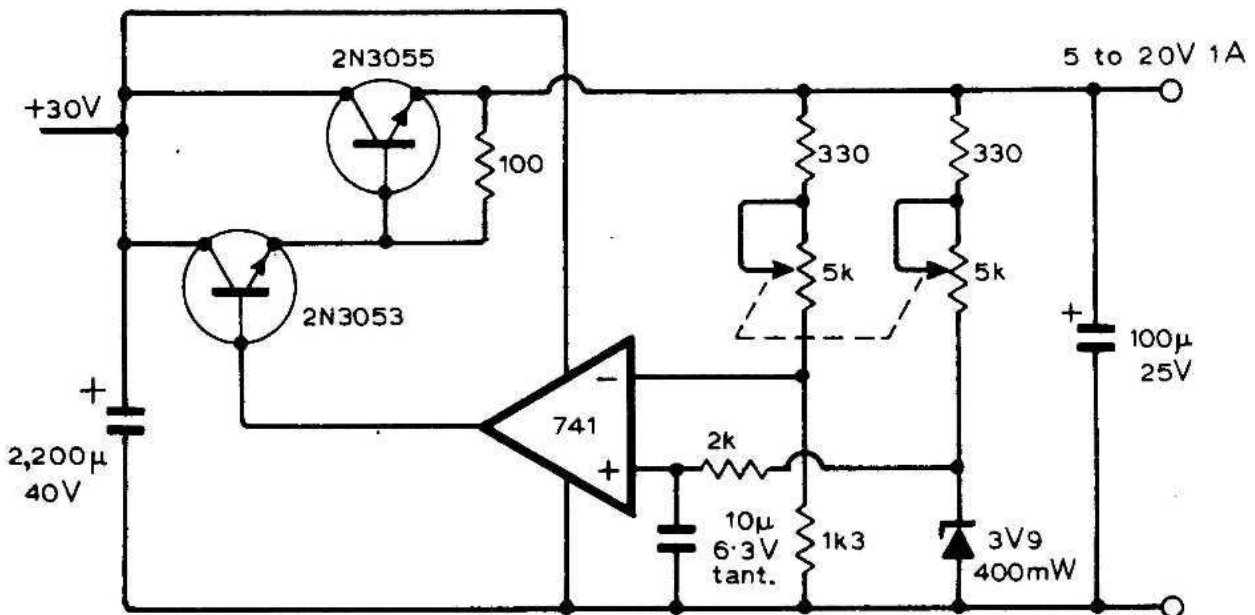 2N3055
5 to 20V 1A
+30V
100
330
330
2N3053
5k
5k
+
100μ
25V
+
2,200μ
40V
−
741
+
2k
10μ
6·3V
tant.
1k3
3V9
400mW